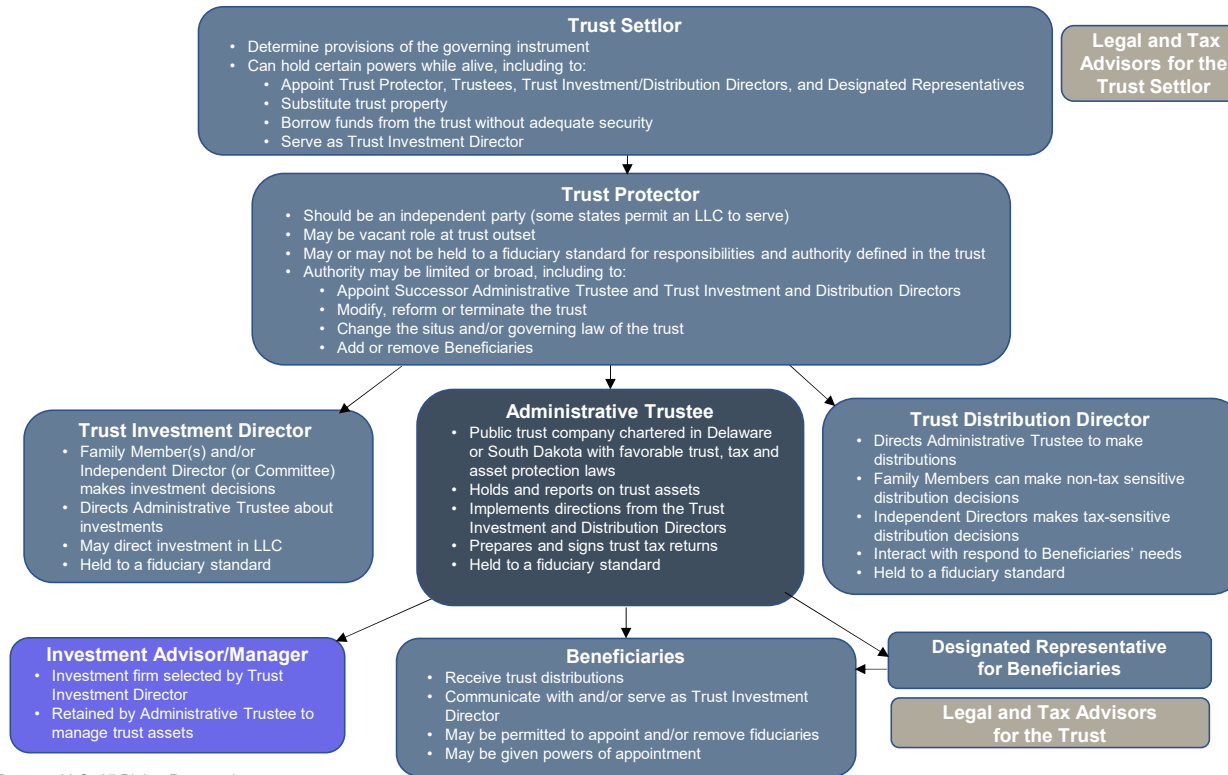 Trust Settlor
• Determine provisions of the governing instrument
• Can hold certain powers while alive, including to:
• Appoint Trust Protector, Trustees, Trust Investment/Distribution Directors, and Designated Representatives
• Substitute trust property
• Borrow funds from the trust without adequate security
• Serve as Trust Investment Director
Legal and Tax
Advisors for the
Trust Settlor
Trust Protector
• Should be an independent party (some states permit an LLC to serve)
• May be vacant role at trust outset
• May or may not be held to a fiduciary standard for responsibilities and authority defined in the trust
• Authority may be limited or broad, including to:
• Appoint Successor Administrative Trustee and Trust Investment and Distribution Directors
• Modify, reform or terminate the trust
• Change the situs and/or governing law of the trust
• Add or remove Beneficiaries
Trust Investment Director
• Family Member(s) and/or
Independent Director (or Committee)
makes investment decisions
• Directs Administrative Trustee about
investments
• May direct investment in LLC
• Held to a fiduciary standard
Administrative Trustee
• Public trust company chartered in Delaware
or South Dakota with favorable trust, tax and
asset protection laws
• Holds and reports on trust assets
• Implements directions from the Trust
Investment and Distribution Directors
• Prepares and signs trust tax returns
• Held to a fiduciary standard
Trust Distribution Director
• Directs Administrative Trustee to make
distributions
• Family Members can make non-tax sensitive
distribution decisions
• Independent Directors makes tax-sensitive
distribution decisions
• Interact with respond to Beneficiaries' needs
• Held to a fiduciary standard
Investment Advisor/Manager
• Investment firm selected by Trust
Investment Director
• Retained by Administrative Trustee to
manage trust assets
Beneficiaries
• Receive trust distributions
• Communicate with and/or serve as Trust Investment
Director
• May be permitted to appoint and/or remove fiduciaries
• May be given powers of appointment
Designated Representative
for Beneficiaries
Legal and Tax Advisors
for the Trust